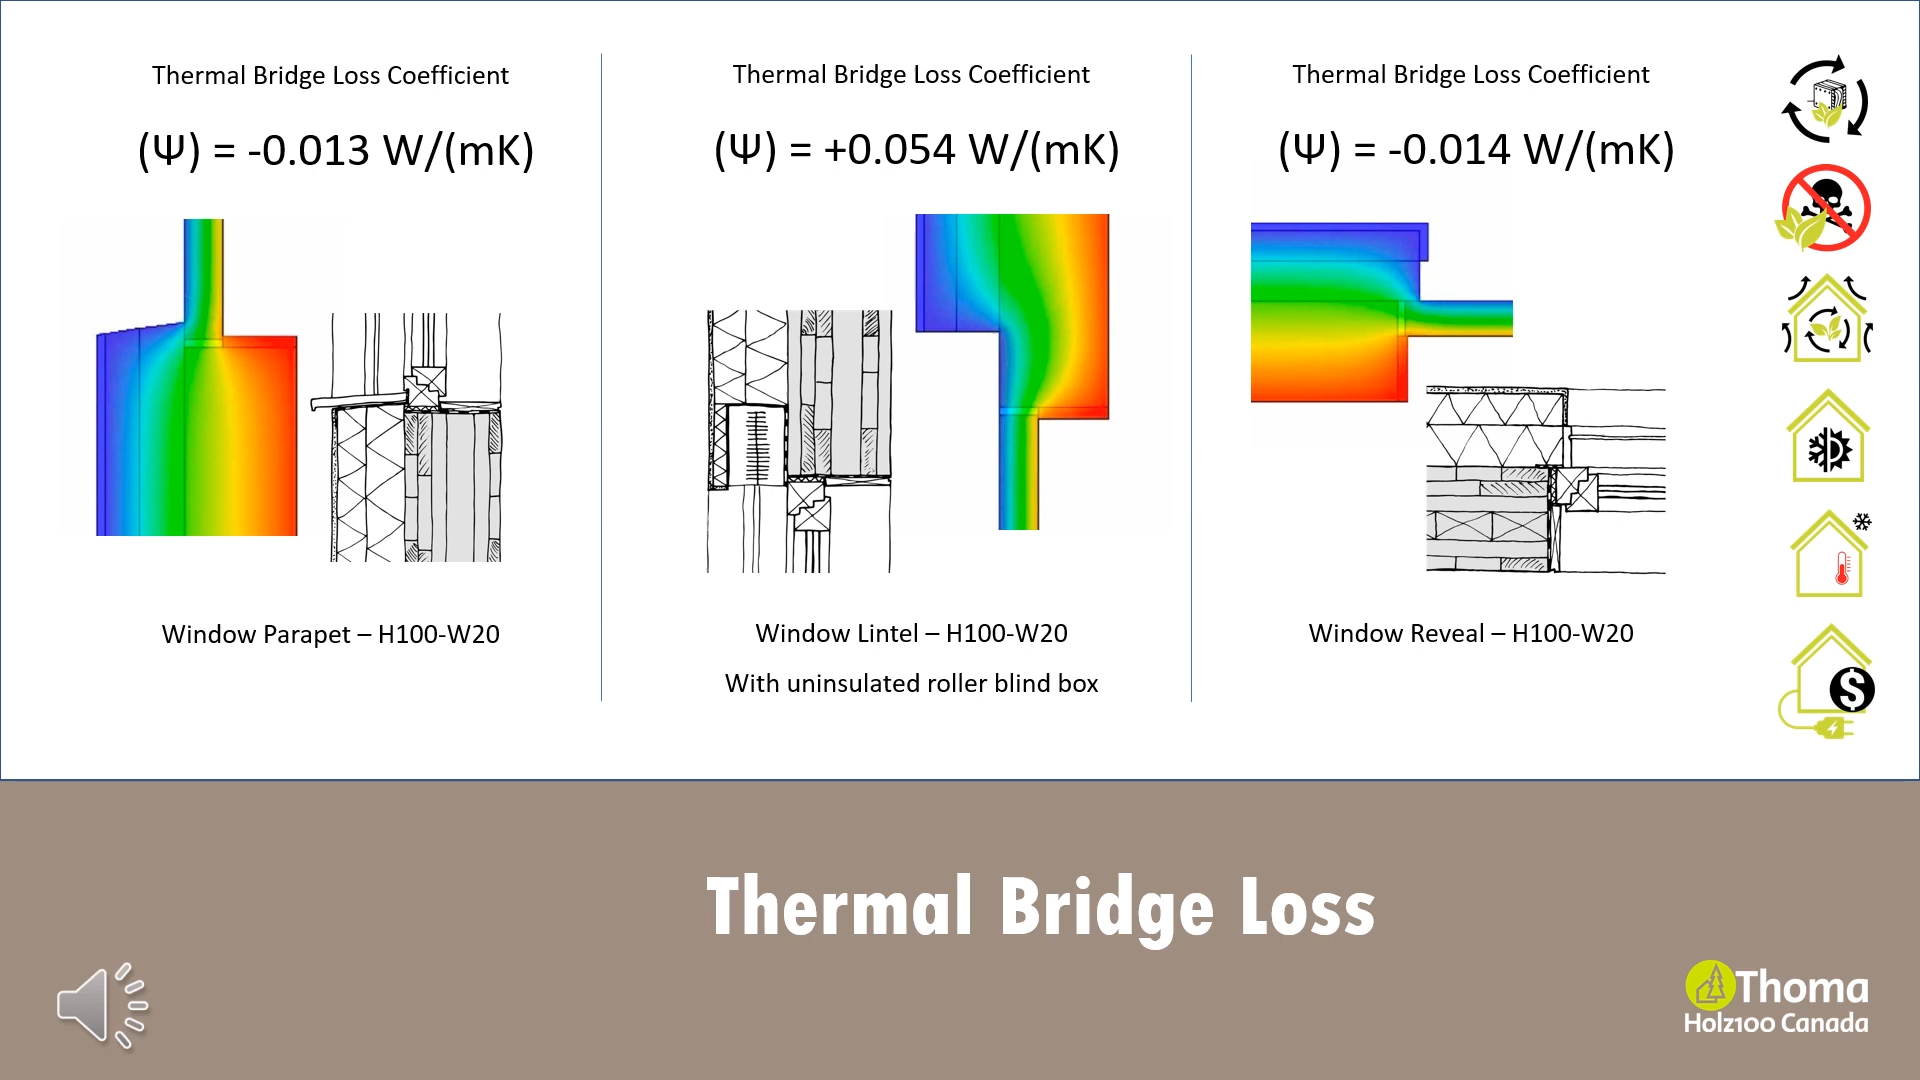 Thermal Bridge Loss Coefficient
(Ψ) = -0.013 W/(mK)
Window Parapet – H100-W20
Thermal Bridge Loss Coefficient
(Ψ) = +0.054 W/(mK)
Window Lintel – H100-W20
With uninsulated roller blind box
Thermal Bridge Loss Coefficient
(Ψ) = -0.014 W/(mK)
Window Reveal – H100-W20
$
Thermal Bridge Loss
Thoma
Holz100 Canada